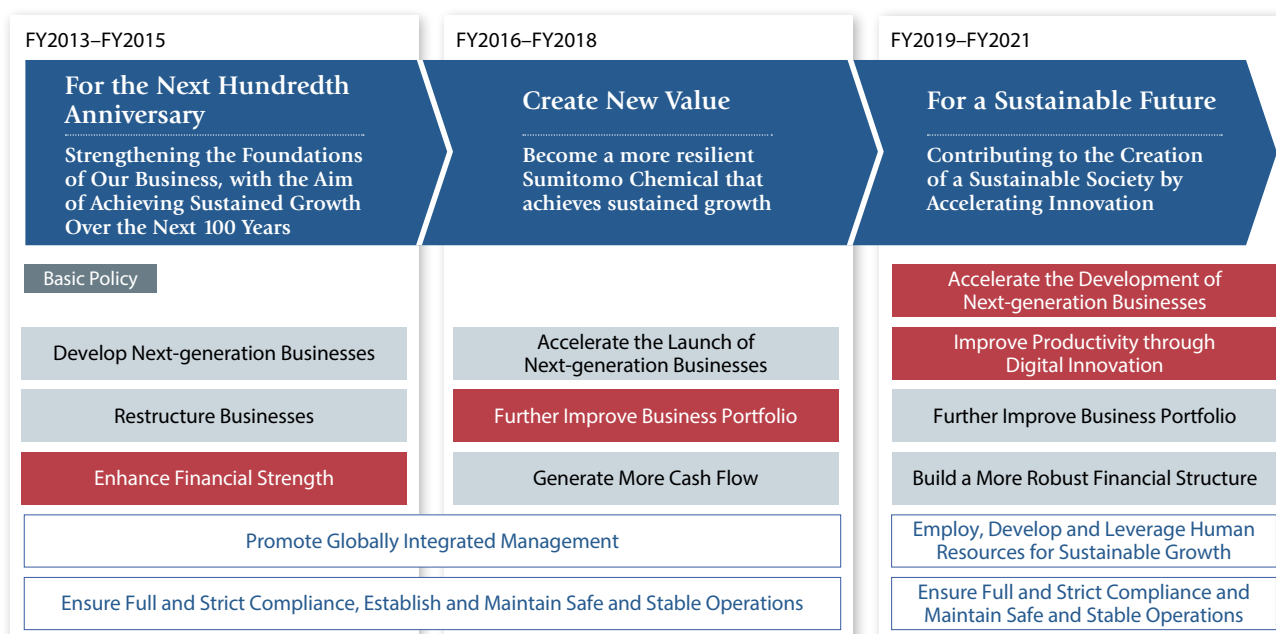 FY2013–FY2015
For the Next Hundredth
Anniversary
Strengthening the Foundations
of Our Business, with the Aim
of Achieving Sustained Growth
Over the Next 100 Years
FY2016–FY2018
Create New Value
Become a more resilient
Sumitomo Chemical that
achieves sustained growth
FY2019–FY2021
For a Sustainable Future
Contributing to the Creation
of a Sustainable Society by
Accelerating Innovation
Basic Policy
Develop Next-generation Businesses
Restructure Businesses
Enhance Financial Strength
Accelerate the Launch of
Next-generation Businesses
Further Improve Business Portfolio
Generate More Cash Flow
Promote Globally Integrated Management
Ensure Full and Strict Compliance, Establish and Maintain Safe and Stable Operations
Accelerate the Development of
Next-generation Businesses
Improve Productivity through
Digital Innovation
Further Improve Business Portfolio
Build a More Robust Financial Structure
Employ, Develop and Leverage Human
Resources for Sustainable Growth
Ensure Full and Strict Compliance and
Maintain Safe and Stable Operations